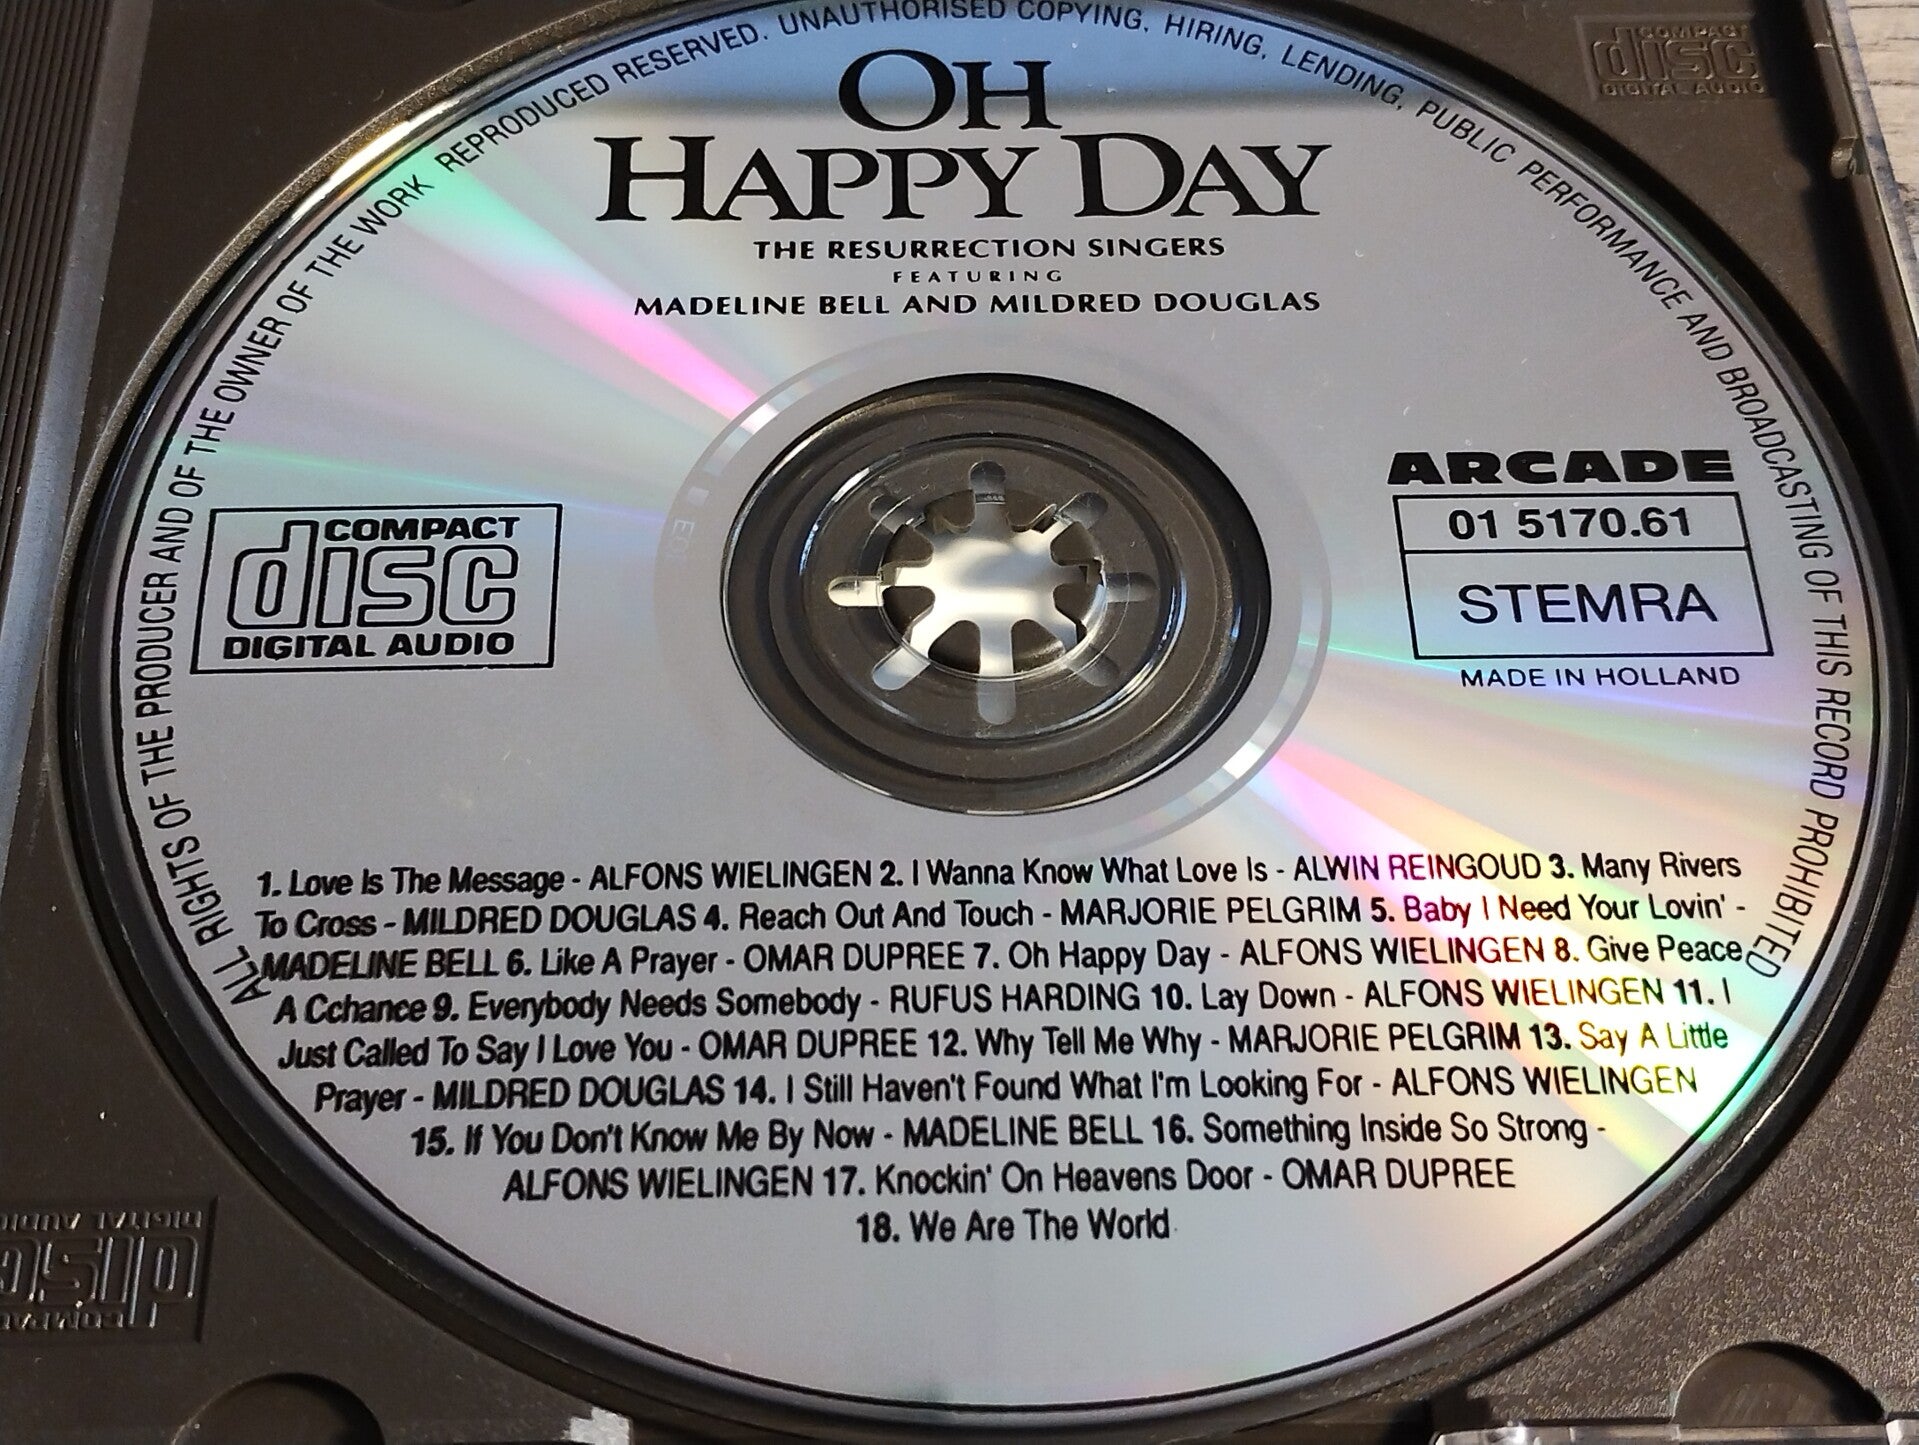 ALL RIGHTS OF THE PRODUCER AND OF THE OWNER OF THE WORK REPRODUCED RESERVED. UNAUTHORISED COPYING, HIRING, LENDING, PUBLIC PERFORMANCE AND BROADCASTING OF THIS RECORD PROHIBITED
COMPACT
disc
DIGITAL AUDIO
OH
HAPPY DAY
THE RESURRECTION SINGERS
FEATURING
MADELINE BELL AND MILDRED DOUGLAS
COMPACT
disc
DIGITAL AUDIO
ARCADE
01 5170.61
STEMRA
MADE IN HOLLAND
1. Love Is The Message - ALFONS WIELINGEN 2. I Wanna Know What Love Is - ALWIN REINGOUD 3. Many Rivers
To Cross - MILDRED DOUGLAS 4. Reach Out And Touch - MARJORIE PELGRIM 5. Baby I Need Your Lovin' -
MADELINE BELL 6. Like A Prayer - OMAR DUPREE 7. Oh Happy Day - ALFONS WIELINGEN 8. Give Peace
A Cchance 9. Everybody Needs Somebody - RUFUS HARDING 10. Lay Down - ALFONS WIELINGEN 11. I
Just Called To Say I Love You - OMAR DUPREE 12. Why Tell Me Why - MARJORIE PELGRIM 13. Say A Little
Prayer - MILDRED DOUGLAS 14. I Still Haven't Found What I'm Looking For - ALFONS WIELINGEN
15. If You Don't Know Me By Now - MADELINE BELL 16. Something Inside So Strong -
ALFONS WIELINGEN 17. Knockin' On Heavens Door - OMAR DUPREE
18. We Are The World
DIGITAL AUDIO
disc
COMPACT